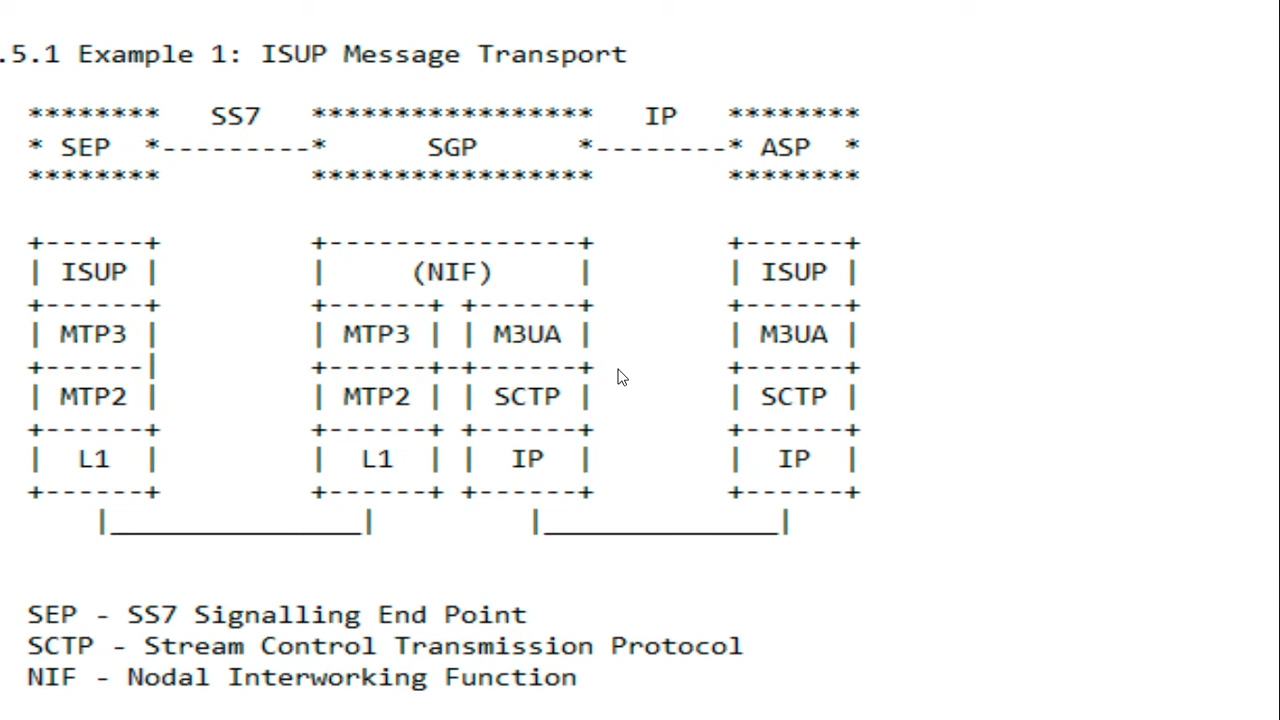 .5.1 Example 1: ISUP Message Transport
********   SS7   *****************   IP   ********
* SEP  *---------*      SGP      *--------* ASP  *
********         *****************        ********
+------+         +---------------+        +------+
| ISUP |         |     (NIF)     |        | ISUP |
+------+         +------+ +------+        +------+
| MTP3 |         | MTP3 | | M3UA |        | M3UA |
+------|         +------+-+------+        +------+
| MTP2 |         | MTP2 | | SCTP |        | SCTP |
+------+         +------+ +------+        +------+
|  L1  |         |  L1  | |  IP  |        |  IP  |
+------+         +------+ +------+        +------+
    |_______________|         |______________|
SEP - SS7 Signalling End Point
SCTP - Stream Control Transmission Protocol
NIF - Nodal Interworking Function